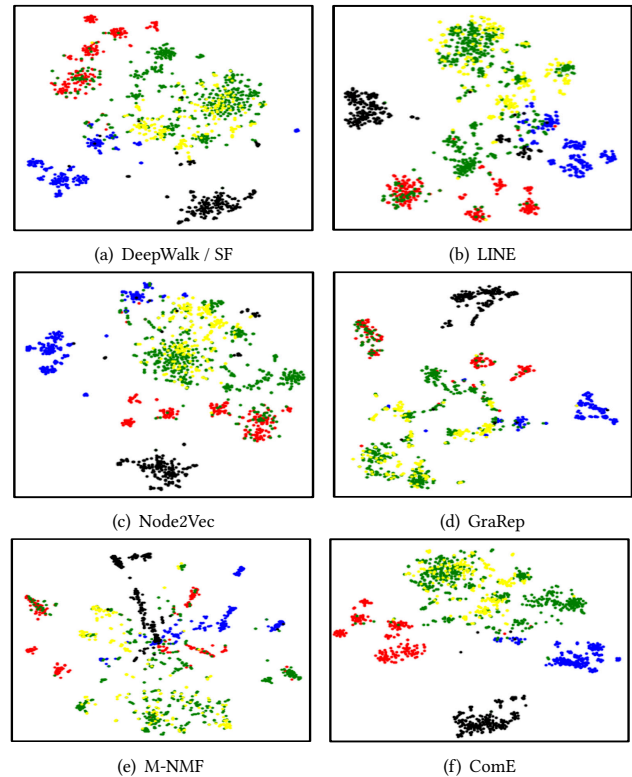 (a) DeepWalk / SF
(b) LINE
(c) Node2Vec
(d) GraRep
(e) M-NMF
(f) ComE